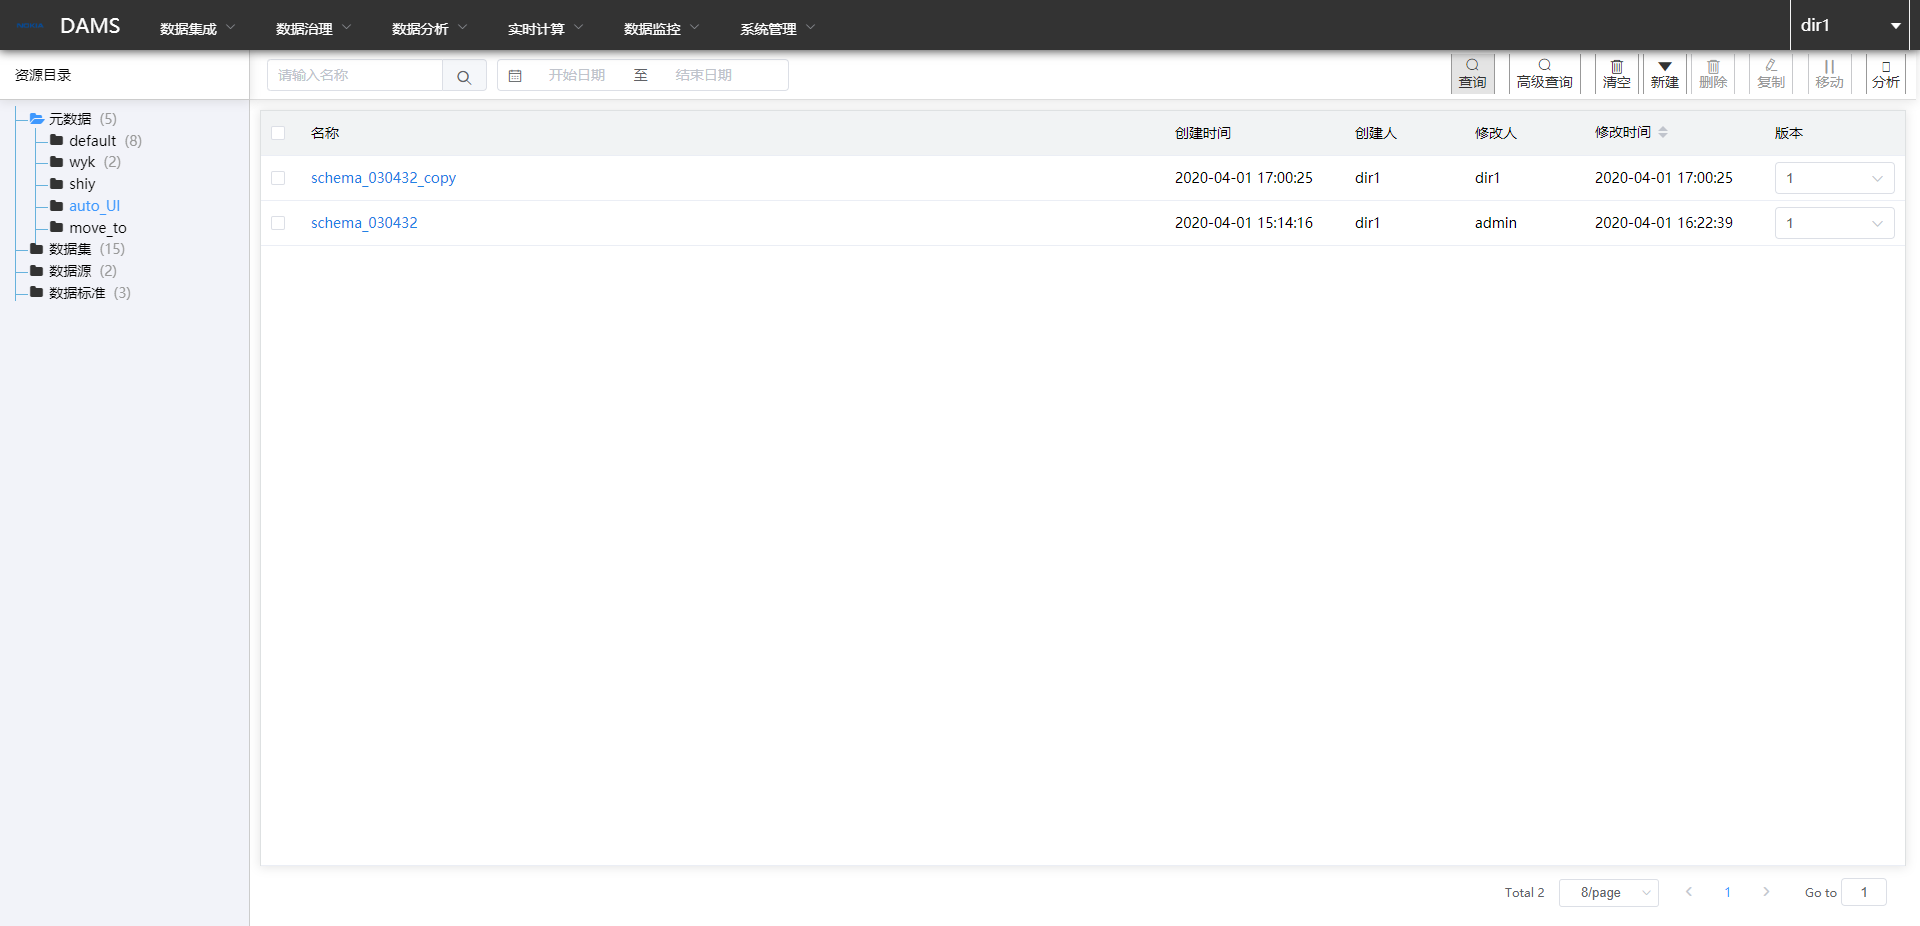 DAMS 数据集成 数据治理 数据分析 实时计算 数据监控 系统管理 dir1
资源目录
请输入名称 开始日期 至 结束日期 查询 高级查询 清空 新建 删除 复制 移动 分析
元数据 (5)
default (8)
wyk (2)
shiy
auto_UI
move_to
数据集 (15)
数据源 (2)
数据标准 (3)
名称 创建时间 创建人 修改人 修改时间 版本
schema_030432_copy 2020-04-01 17:00:25 dir1 dir1 2020-04-01 17:00:25 1
schema_030432 2020-04-01 15:14:16 dir1 admin 2020-04-01 16:22:39 1
Total 2 8/page 1 Go to 1